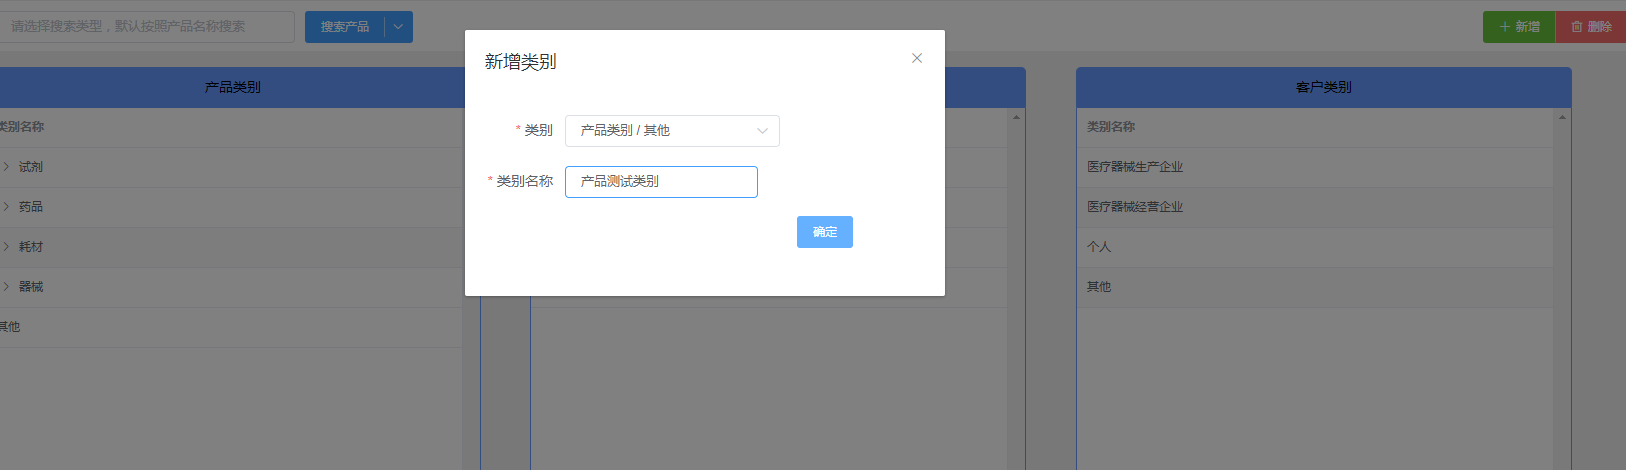 请选择搜索类型，默认按照产品名称搜索
搜索产品
新增
删除
新增类别
* 类别
产品类别 / 其他
* 类别名称
产品测试类别
确定
产品类别
类别名称
试剂
药品
耗材
器械
其他
客户类别
类别名称
医疗器械生产企业
医疗器械经营企业
个人
其他